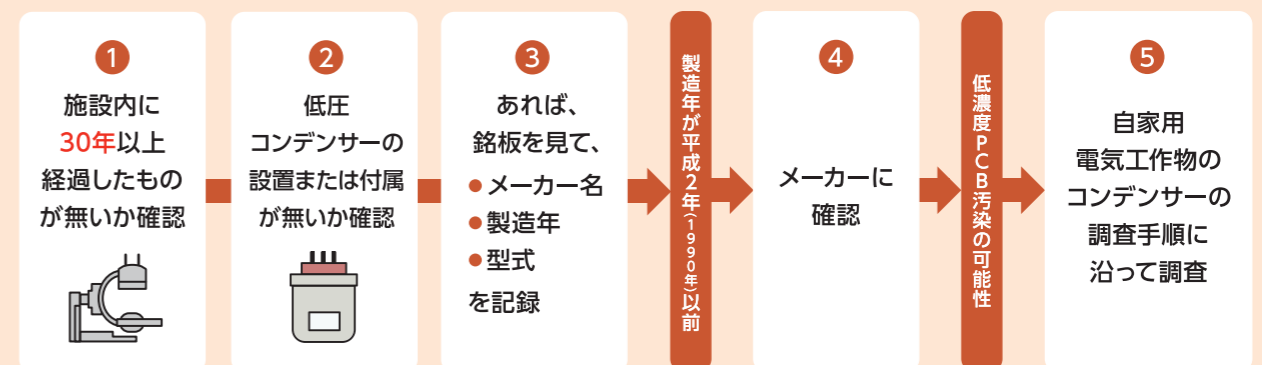 1
施設内に
30年以上
経過したもの
が無いか確認
2
低圧
コンデンサーの
設置または付属
が無いか確認
3
あれば、
銘板を見て、
●メーカー名
●製造年
●型式
を記録
製造年が平成2年(1990年)以前
4
メーカーに
確認
低濃度PCB汚染の可能性
5
自家用
電気工作物の
コンデンサーの
調査手順に
沿って調査